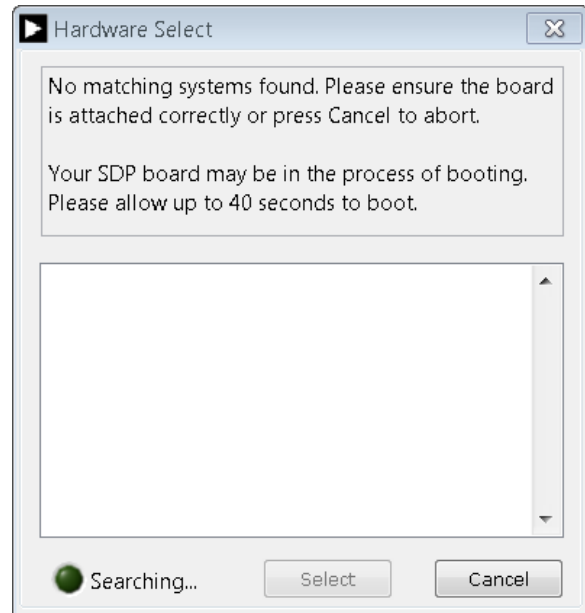 Hardware Select
No matching systems found. Please ensure the board
is attached correctly or press Cancel to abort.
Your SDP board may be in the process of booting.
Please allow up to 40 seconds to boot.
Searching...
Select
Cancel